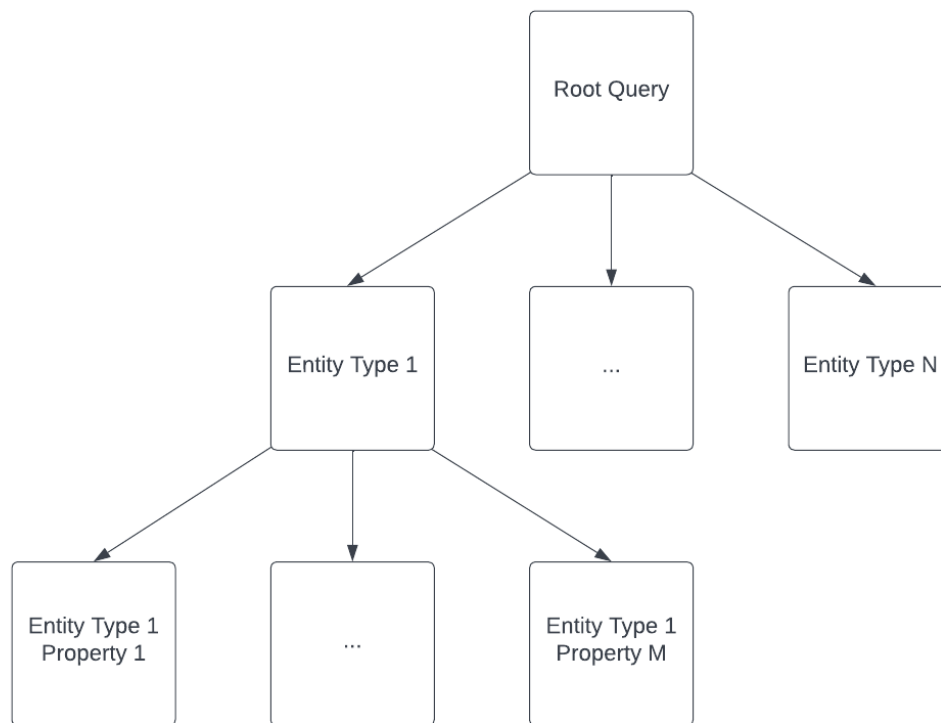 Root Query
Entity Type 1
...
Entity Type N
Entity Type 1
Property 1
...
Entity Type 1
Property M